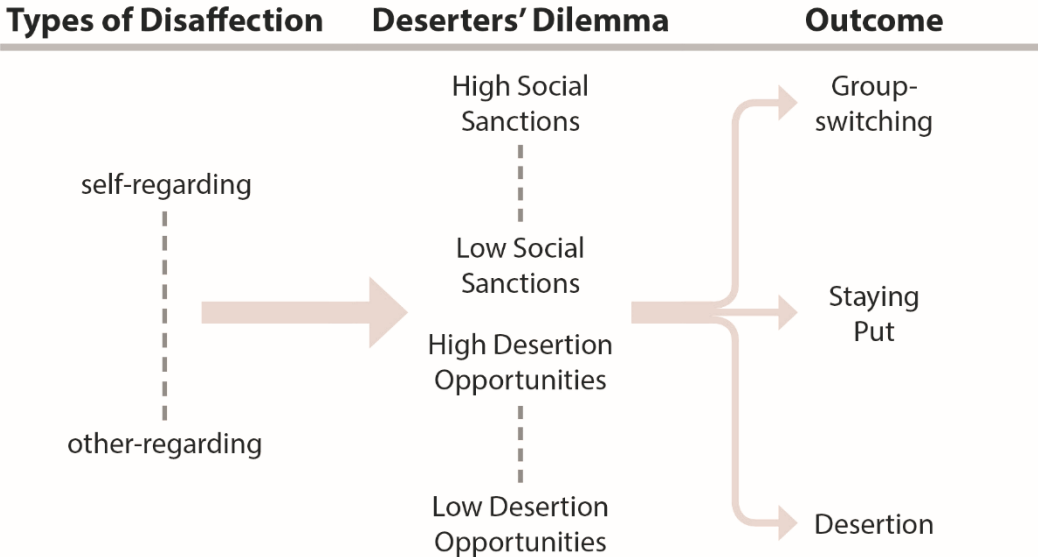 Types of Disaffection
Deserters' Dilemma
Outcome
self-regarding
other-regarding
High Social
Sanctions
Low Social
Sanctions
High Desertion
Opportunities
Low Desertion
Opportunities
Group-
switching
Staying
Put
Desertion